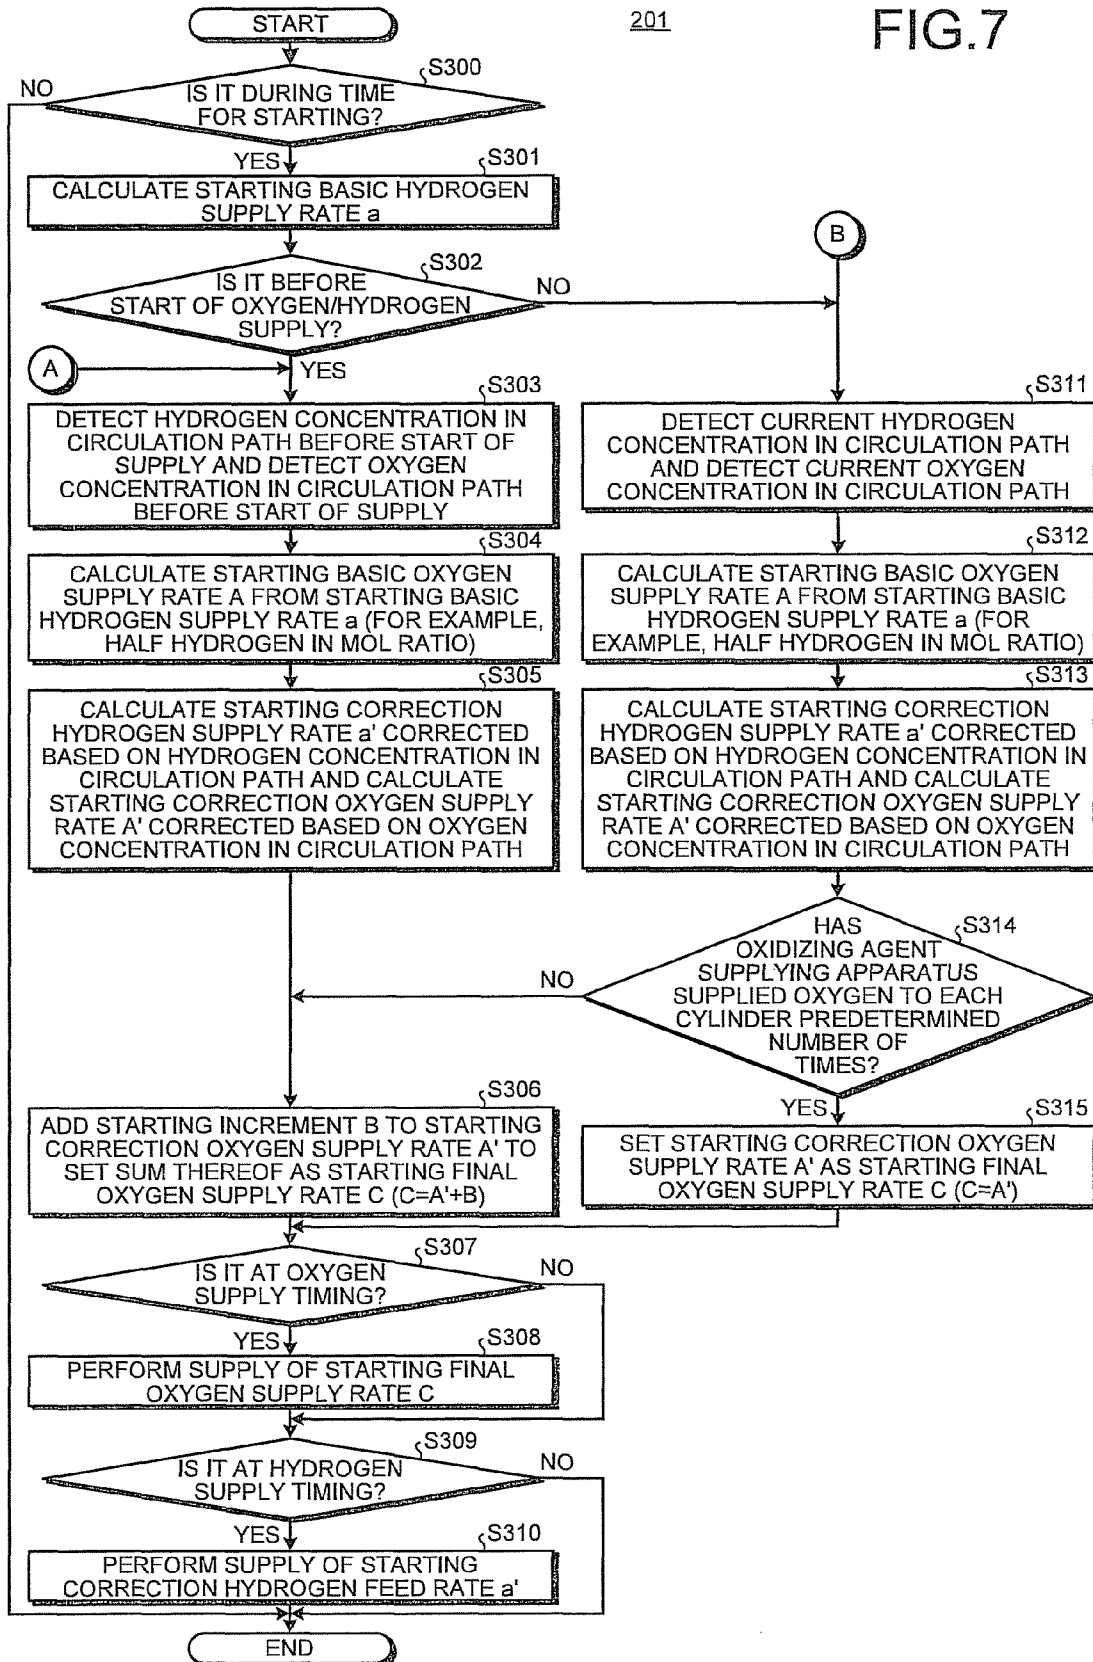 START
201
FIG.7
S300
NO
IS IT DURING TIME
FOR STARTING?
YES
S301
CALCULATE STARTING BASIC HYDROGEN
SUPPLY RATE a
B
S302
IS IT BEFORE
START OF OXYGEN/HYDROGEN
SUPPLY?
NO
A
YES
S303
DETECT HYDROGEN CONCENTRATION IN
CIRCULATION PATH BEFORE START OF
SUPPLY AND DETECT OXYGEN
CONCENTRATION IN CIRCULATION PATH
BEFORE START OF SUPPLY
S311
DETECT CURRENT HYDROGEN
CONCENTRATION IN CIRCULATION PATH
AND DETECT CURRENT OXYGEN
CONCENTRATION IN CIRCULATION PATH
S304
CALCULATE STARTING BASIC OXYGEN
SUPPLY RATE A FROM STARTING BASIC
HYDROGEN SUPPLY RATE a (FOR EXAMPLE,
HALF HYDROGEN IN MOL RATIO)
S312
CALCULATE STARTING BASIC OXYGEN
SUPPLY RATE A FROM STARTING BASIC
HYDROGEN SUPPLY RATE a (FOR
EXAMPLE, HALF HYDROGEN IN MOL RATIO)
S305
CALCULATE STARTING CORRECTION
HYDROGEN SUPPLY RATE a' CORRECTED
BASED ON HYDROGEN CONCENTRATION IN
CIRCULATION PATH AND CALCULATE
STARTING CORRECTION OXYGEN SUPPLY
RATE A' CORRECTED BASED ON OXYGEN
CONCENTRATION IN CIRCULATION PATH
S313
CALCULATE STARTING CORRECTION
HYDROGEN SUPPLY RATE a' CORRECTED
BASED ON HYDROGEN CONCENTRATION IN
CIRCULATION PATH AND CALCULATE
STARTING CORRECTION OXYGEN SUPPLY
RATE A' CORRECTED BASED ON OXYGEN
CONCENTRATION IN CIRCULATION PATH
S314
HAS
OXIDIZING AGENT
SUPPLYING APPARATUS
SUPPLIED OXYGEN TO EACH
CYLINDER PREDETERMINED
NUMBER OF
TIMES?
NO
YES
S306
ADD STARTING INCREMENT B TO STARTING
CORRECTION OXYGEN SUPPLY RATE A' TO
SET SUM THEREOF AS STARTING FINAL
OXYGEN SUPPLY RATE C (C=A'+B)
S315
SET STARTING CORRECTION OXYGEN
SUPPLY RATE A' AS STARTING FINAL
OXYGEN SUPPLY RATE C (C=A')
S307
IS IT AT OXYGEN
SUPPLY TIMING?
NO
YES
S308
PERFORM SUPPLY OF STARTING FINAL
OXYGEN SUPPLY RATE C
S309
IS IT AT HYDROGEN
SUPPLY TIMING?
NO
YES
S310
PERFORM SUPPLY OF STARTING
CORRECTION HYDROGEN FEED RATE a'
END